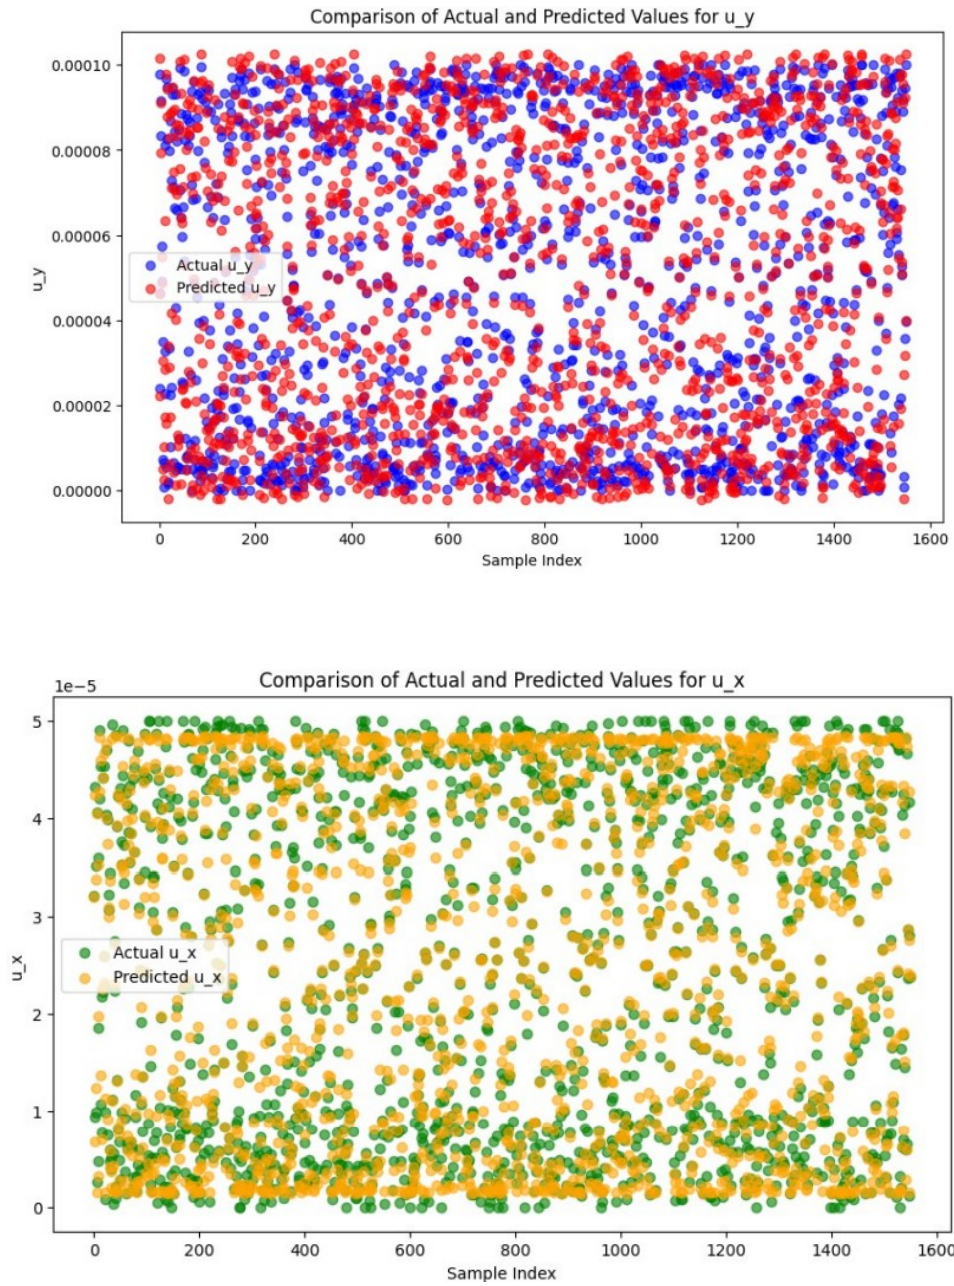 Comparison of Actual and Predicted Values for u_y
0.00010
0.00008
0.00006
0.00004
0.00002
0.00000
u_y
Actual u_y
Predicted u_y
0 200 400 600 800 1000 1200 1400 1600
Sample Index
Comparison of Actual and Predicted Values for u_x
1e-5
5
4
3
2
1
0
u_x
Actual u_x
Predicted u_x
0 200 400 600 800 1000 1200 1400 1600
Sample Index